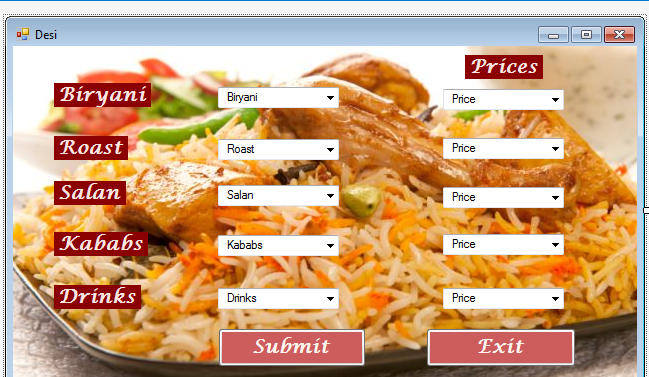 Desi
Prices
Biryani Biryani Price
Roast Roast Price
Salan Salan Price
Kababs Kababs Price
Drinks Drinks Price
Submit Exit